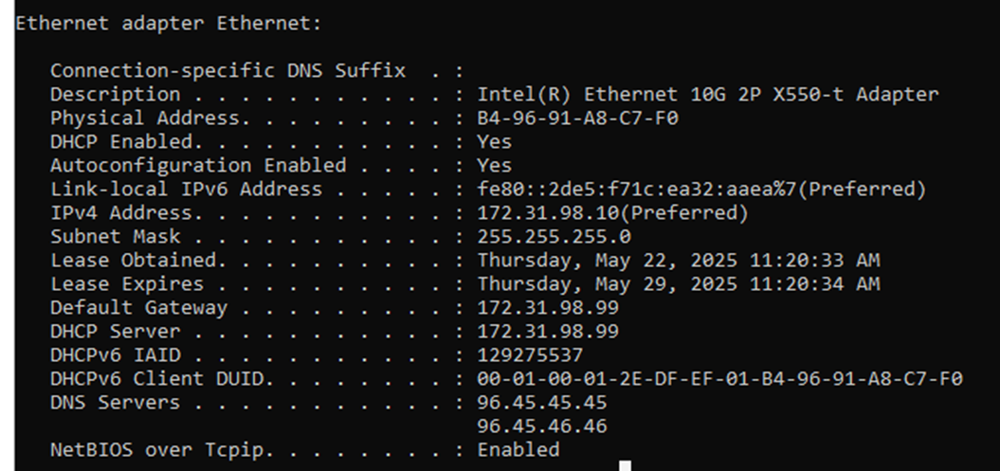 Ethernet adapter Ethernet:
Connection-specific DNS Suffix  . :
Description . . . . . . . . . . . : Intel(R) Ethernet 10G 2P X550-t Adapter
Physical Address. . . . . . . . . : B4-96-91-A8-C7-F0
DHCP Enabled. . . . . . . . . . . : Yes
Autoconfiguration Enabled . . . . : Yes
Link-local IPv6 Address . . . . . : fe80::2de5:f71c:ea32:aaea%7(Preferred)
IPv4 Address. . . . . . . . . . . : 172.31.98.10(Preferred)
Subnet Mask . . . . . . . . . . . : 255.255.255.0
Lease Obtained. . . . . . . . . . : Thursday, May 22, 2025 11:20:33 AM
Lease Expires . . . . . . . . . . : Thursday, May 29, 2025 11:20:34 AM
Default Gateway . . . . . . . . . : 172.31.98.99
DHCP Server . . . . . . . . . . . : 172.31.98.99
DHCPv6 IAID . . . . . . . . . . . : 129275537
DHCPv6 Client DUID. . . . . . . . : 00-01-00-01-2E-DF-EF-01-B4-96-91-A8-C7-F0
DNS Servers . . . . . . . . . . . : 96.45.45.45
96.45.46.46
NetBIOS over Tcpip. . . . . . . . : Enabled